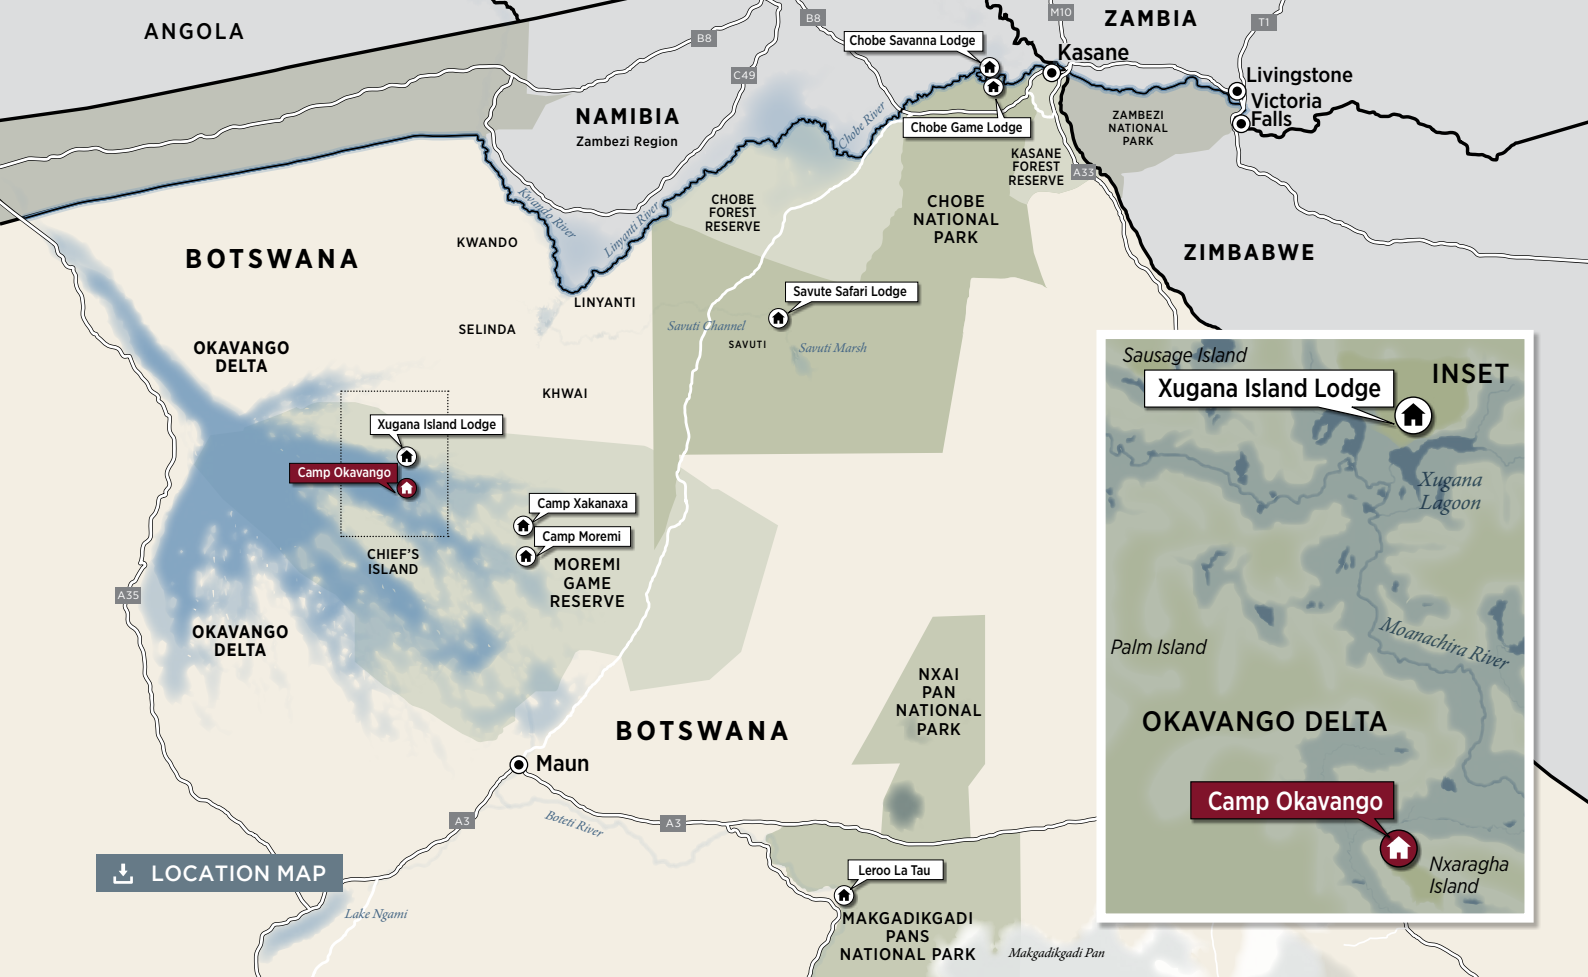 ANGOLA
B8
B8
C49
M10
ZAMBIA
T1
Chobe Savanna Lodge
Kasane
Livingstone
Victoria
Falls
NAMIBIA
Zambezi Region
Chobe River
Chobe Game Lodge
ZAMBEZI
NATIONAL
PARK
KASANE
FOREST
RESERVE
A33
Kwando River
Linyanti River
CHOBE
FOREST
RESERVE
CHOBE
NATIONAL
PARK
KWANDO
BOTSWANA
ZIMBABWE
LINYANTI
Savute Safari Lodge
SELINDA
Savuti Channel
SAVUTI
Savuti Marsh
OKAVANGO
DELTA
KHWAI
Xugana Island Lodge
Camp Okavango
Camp Xakanaxa
Camp Moremi
CHIEF'S
ISLAND
MOREMI
GAME
RESERVE
A35
OKAVANGO
DELTA
NXAI
PAN
NATIONAL
PARK
BOTSWANA
Maun
A3
Boteti River
A3
LOCATION MAP
Lake Ngami
Leroo La Tau
MAKGADIKGADI
PANS
NATIONAL PARK
Makgadikgadi Pan
Sausage Island
INSET
Xugana Island Lodge
Xugana
Lagoon
Moanachira River
Palm Island
OKAVANGO DELTA
Camp Okavango
Nxaragha
Island